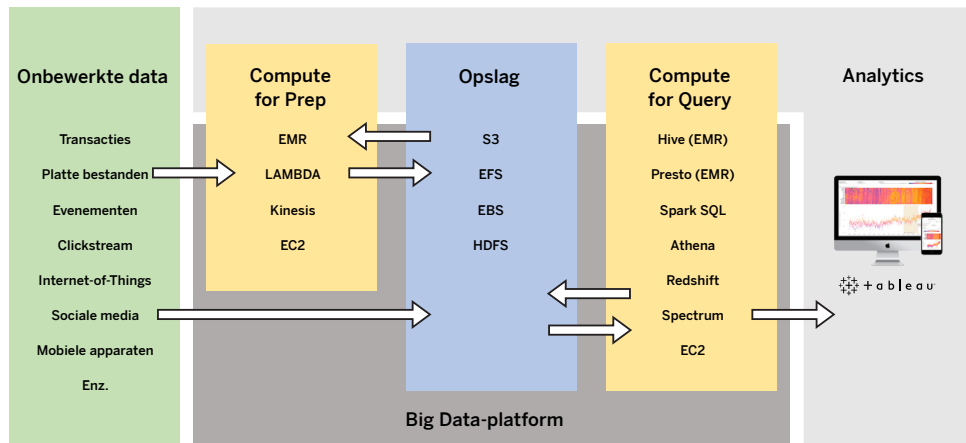 Onbewerkte data
Transacties
Platte bestanden
Evenementen
Clickstream
Internet-of-Things
Sociale media
Mobiele apparaten
Enz.
Compute
for Prep
EMR
LAMBDA
Kinesis
EC2
Opslag
S3
EFS
EBS
HDFS
Compute
for Query
Hive (EMR)
Presto (EMR)
Spark SQL
Athena
Redshift
Spectrum
EC2
Analytics
+ableau
Big Data-platform